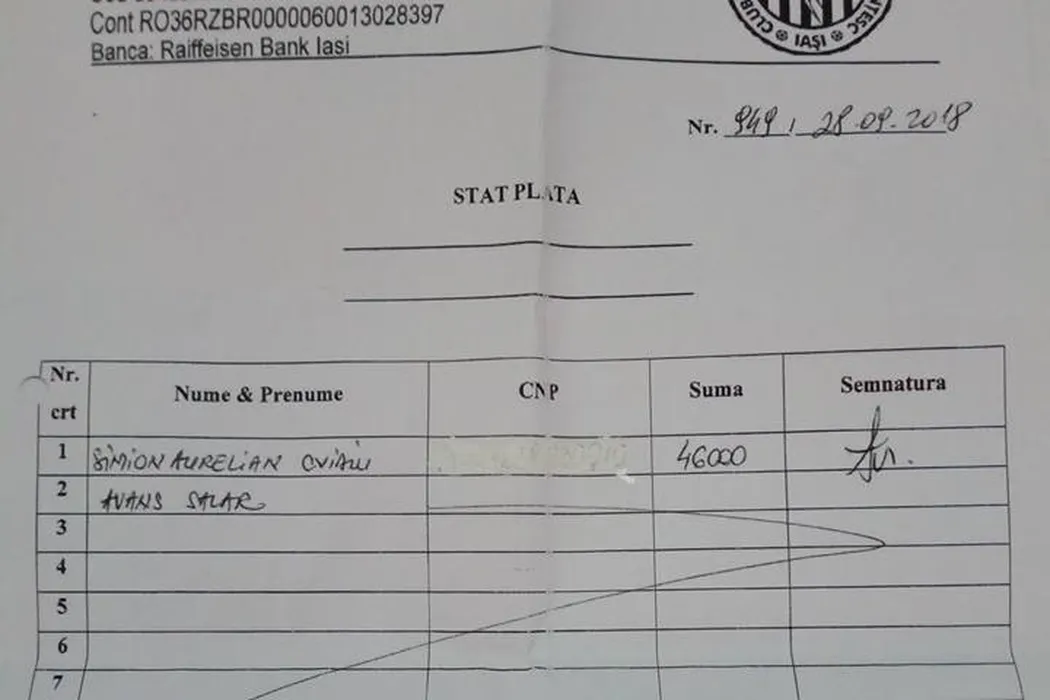 Cont RO36RZBR0000060013028397
Banca: Raiffeisen Bank Iasi
CLUB IAȘI
Nr. 949 / 28.09.2018
STAT PLATA
Nr. crt Nume & Prenume CNP Suma Semnatura
1 SIMION AURELIAN OVIDIU 46000
2 AVANS SALAR
3
4
5
6
7